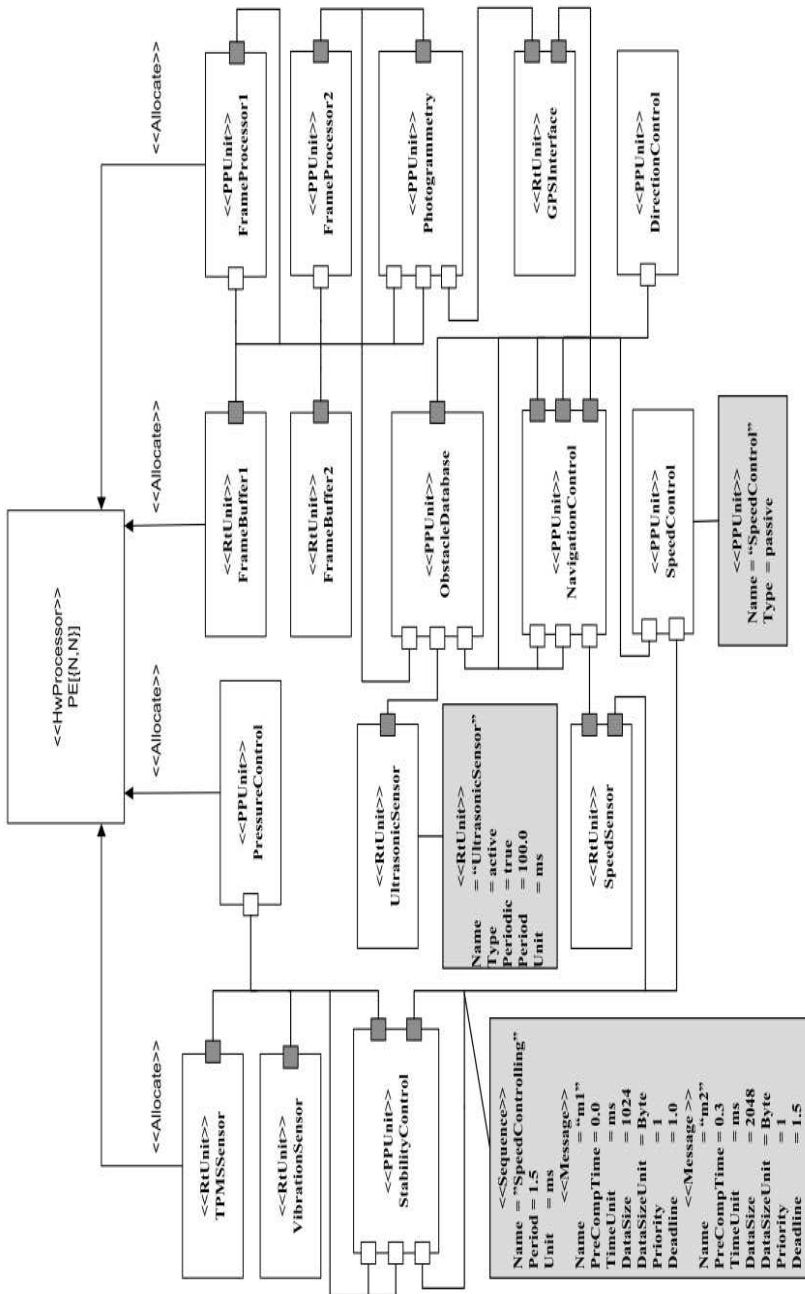 <<HwProcessor>>
PE[{N,N}]
<<Allocate>>
<<Allocate>>
<<Allocate>>
<<Allocate>>
<<RtUnit>>
TPMSSensor
<<RtUnit>>
VibrationSensor
<<PPUnit>>
StabilityControl
<<PPUnit>>
PressureControl
<<RtUnit>>
UltrasonicSensor
<<RtUnit>>
Name = “UltrasonicSensor”
Type = active
Periodic = true
Period = 100.0
Unit = ms
<<RtUnit>>
SpeedSensor
<<Sequence>>
Name = ”SpeedControlling”
Period = 1.5
Unit = ms
<<Message>>
Name = “m1”
PreCompTime = 0.0
TimeUnit = ms
DataSize = 1024
DataSizeUnit = Byte
Priority = 1
Deadline = 1.0
<<Message >>
Name = “m2”
PreCompTime = 0.3
TimeUnit = ms
DataSize = 2048
DataSizeUnit = Byte
Priority = 1
Deadline = 1.5
<<RtUnit>>
FrameBuffer1
<<RtUnit>>
FrameBuffer2
<<PPUnit>>
ObstacleDatabase
<<PPUnit>>
NavigationControl
<<PPUnit>>
SpeedControl
<<PPUnit>>
Name = “SpeedControl”
Type = passive
<<PPUnit>>
FrameProcessor1
<<PPUnit>>
FrameProcessor2
<<PPUnit>>
Photogrammetry
<<RtUnit>>
GPSInterface
<<PPUnit>>
DirectionControl